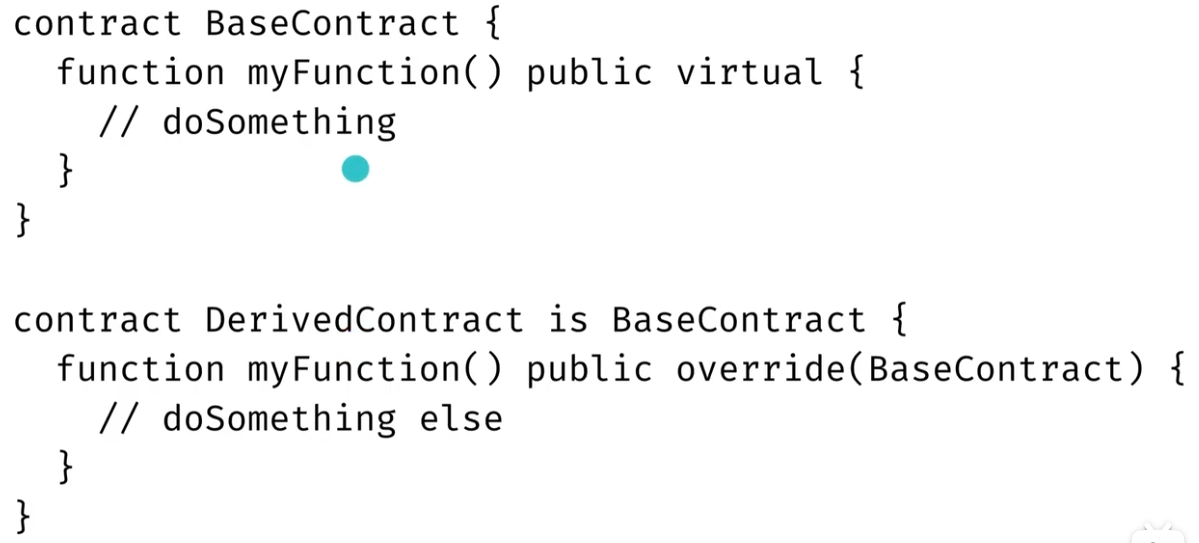 contract BaseContract {
  function myFunction() public virtual {
    // doSomething
  }
}
contract DerivedContract is BaseContract {
  function myFunction() public override(BaseContract) {
    // doSomething else
  }
}